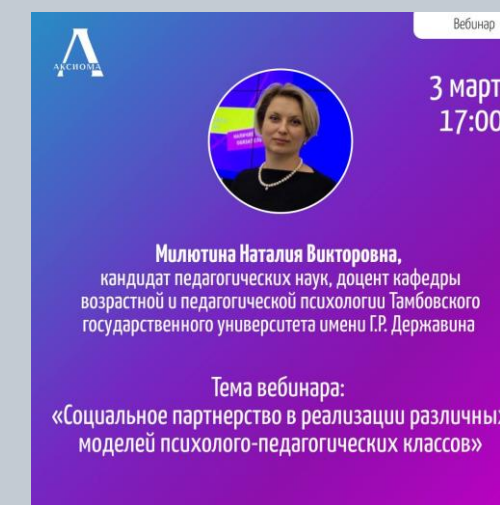 Вебинар
АКСИОМА
3 март
17:00
Милютина Наталия Викторовна,
кандидат педагогических наук, доцент кафедры
возрастной и педагогической психологии Тамбовского
государственного университета имени Г.Р. Державина
Тема вебинара:
«Социальное партнерство в реализации различных
моделей психолого-педагогических классов»